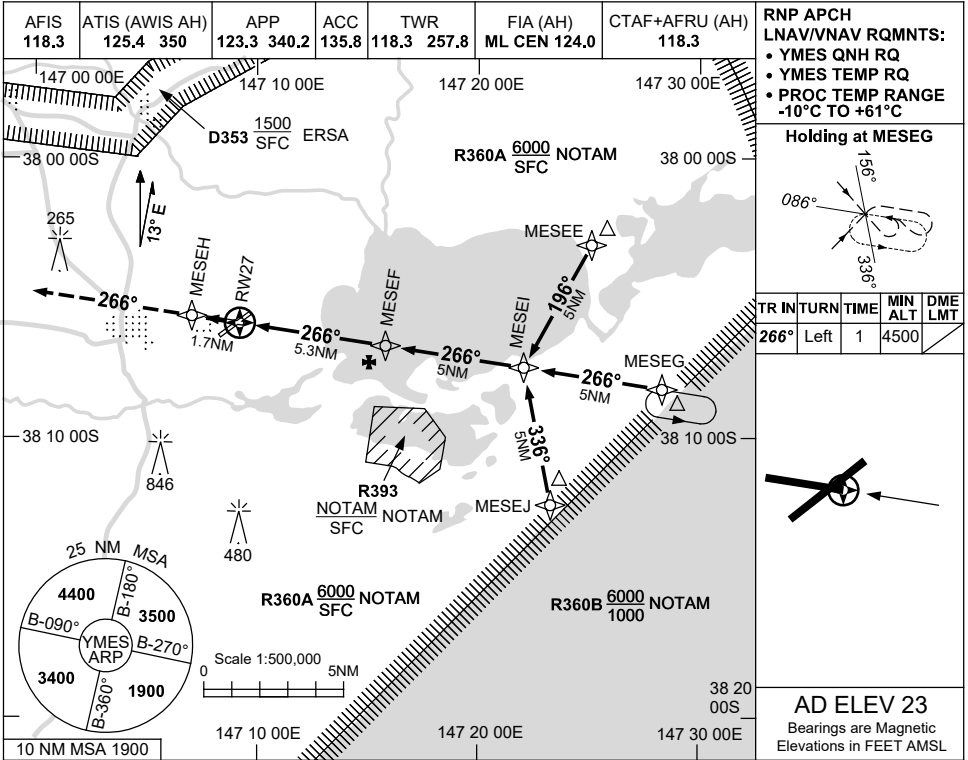 AFIS
118.3
ATIS (AWIS AH)
125.4 350
APP
123.3 340.2
ACC
135.8
TWR
118.3 257.8
FIA (AH)
ML CEN 124.0
CTAF+AFRU (AH)
118.3
RNP APCH
LNAV/VNAV RQMNTS:
• YMES QNH RQ
• YMES TEMP RQ
• PROC TEMP RANGE
-10°C TO +61°C
147 00 00E
147 10 00E
147 20 00E
147 30 00E
D353 1500 ERSA
SFC
R360A 6000 NOTAM
SFC
38 00 00S
38 00 00S
13° E
265
MESEE
196°
5NM
MESEH
RW27
MESEF
MESEI
MESEG
266°
1.7NM
266°
5.3NM
266°
5NM
266°
5NM
336°
5NM
MESEJ
38 10 00S
38 10 00S
846
480
R393
NOTAM NOTAM
SFC
R360A 6000 NOTAM
SFC
R360B 6000 NOTAM
1000
25 NM MSA
4400
B-180°
3500
B-090°
YMES
ARP
B-270°
3400
B-360°
1900
10 NM MSA 1900
Scale 1:500,000
0 5NM
38 20
00S
147 10 00E
147 20 00E
147 30 00E
Holding at MESEG
156°
086°
336°
TR IN TURN TIME MIN ALT DME LMT
266° Left 1 4500
AD ELEV 23
Bearings are Magnetic
Elevations in FEET AMSL